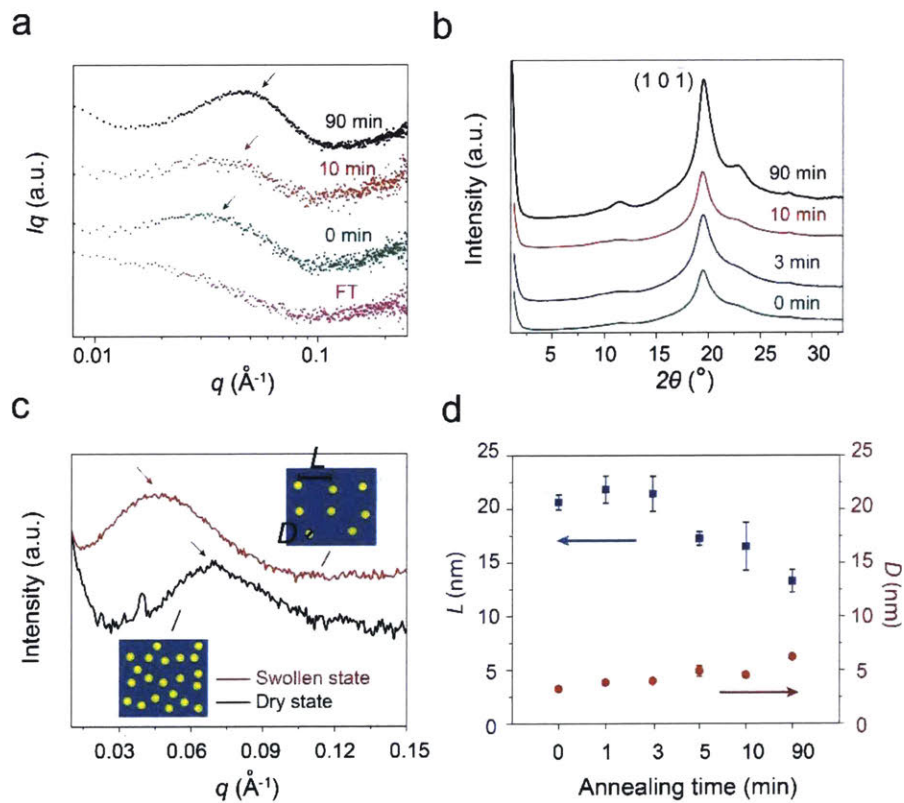 a
90 min
10 min
0 min
FT
Iq (a.u.)
0.01 0.1
q (Å⁻¹)
b
(1 0 1)
90 min
10 min
3 min
0 min
Intensity (a.u.)
5 10 15 20 25 30
2θ (°)
c
L
D
Swollen state
Dry state
Intensity (a.u.)
0.03 0.06 0.09 0.12 0.15
q (Å⁻¹)
d
25 25
20 20
15 15
10 10
5 5
0 0
L (nm)
D (nm)
0 1 3 5 10 90
Annealing time (min)